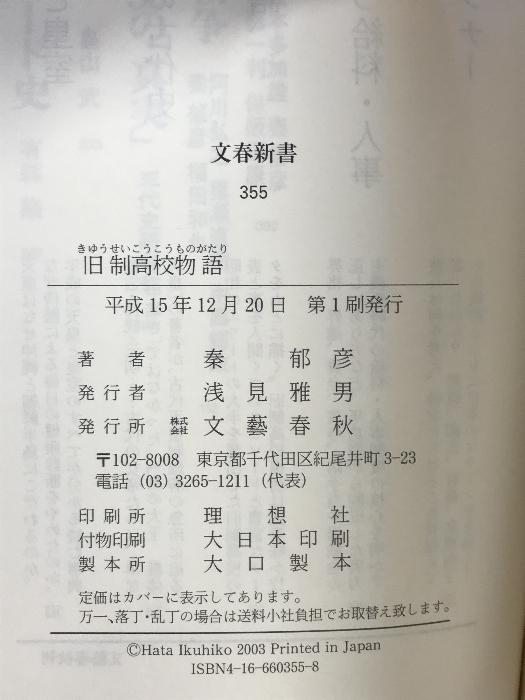 文春新書
355
きゆうせいこうこうものがたり
旧制高校物語
平成15年12月20日　第1刷発行
著者　秦郁彦
発行者　浅見雅男
発行所　株式会社　文藝春秋
〒102-8008　東京都千代田区紀尾井町3-23
電話（03）3265-1211（代表）
印刷所　理想社
付物印刷　大日本印刷
製本所　大口製本
定価はカバーに表示してあります。
万一、落丁・乱丁の場合は送料小社負担でお取替え致します。
©Hata Ikuhiko 2003 Printed in Japan
ISBN4-16-660355-8